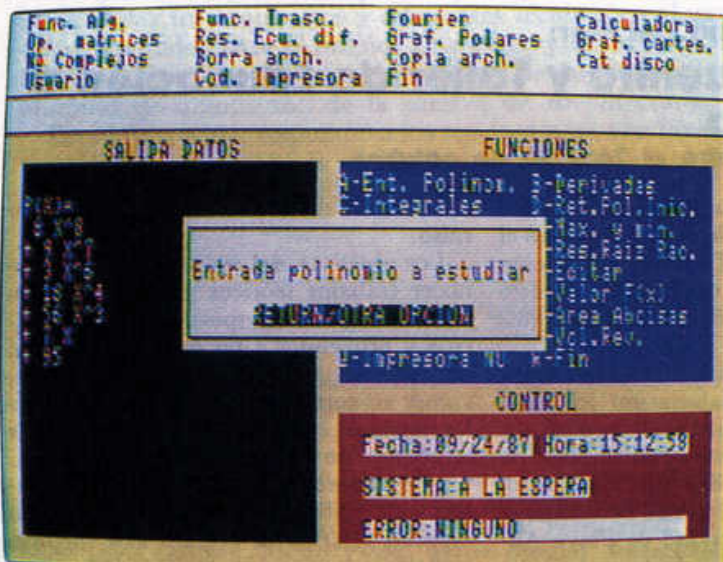 Func. Alg. Func. Trasc. Fourier Calculadora
Op. matrices Res. Ecu. dif. Graf. Polares Graf. cartes.
Nº Complejos Borra arch. Copia arch. Cat disco
Usuario Cod. Impresora Fin
SALIDA DATOS
FUNCIONES
A-Ent. Polinom. B-Derivadas
C-Integrales D-Ret.Pol.Inic.
-Max. y min.
-Res.Raiz Rac.
-Editar
-Valor F(x)
-Area Abcisas
-Vol.Rev.
-Impresora NO -Fin
Entrada polinomio a estudiar
RETURN/OTRA OPCION
CONTROL
Fecha:09/24/87 Hora:15:12:58
SISTEMA:A LA ESPERA
ERROR:NINGUNO